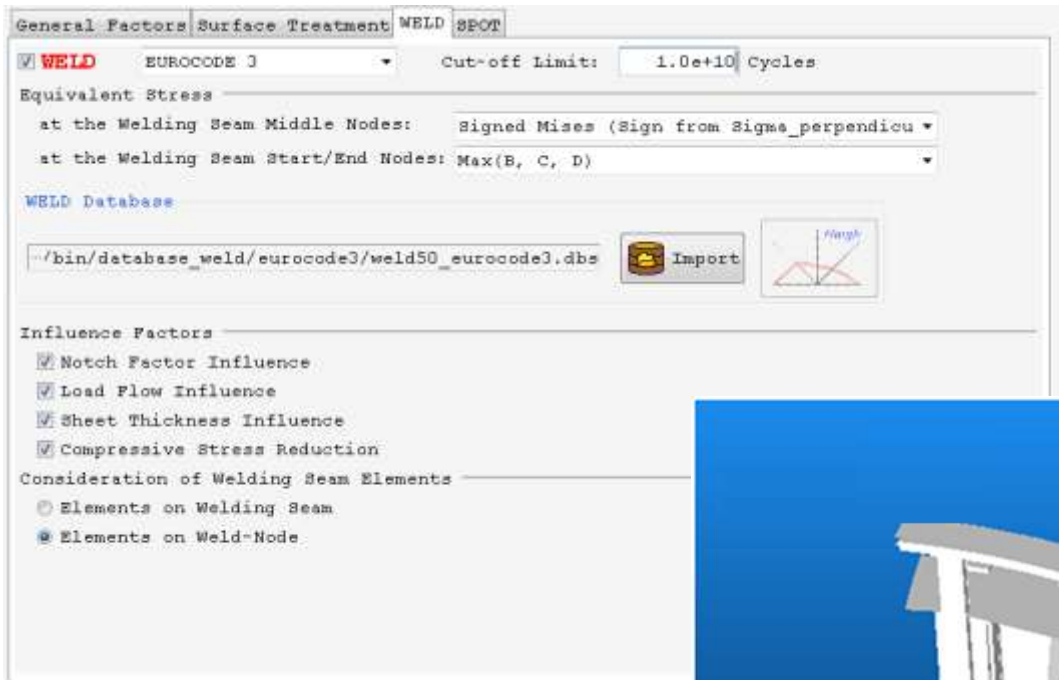 General Factors Surface Treatment WELD SPOT
WELD EUROCODE 3 Cut-off Limit: 1.0e+10 Cycles
Equivalent Stress
at the Welding Seam Middle Nodes: Signed Mises (Sign from Sigma_perpendicu
at the Welding Seam Start/End Nodes: Max(B, C, D)
WELD Database
/bin/database_weld/eurocode3/weld50_eurocode3.dbs Import Haigh
Influence Factors
Notch Factor Influence
Load Flow Influence
Sheet Thickness Influence
Compressive Stress Reduction
Consideration of Welding Seam Elements
Elements on Welding Seam
Elements on Weld-Node